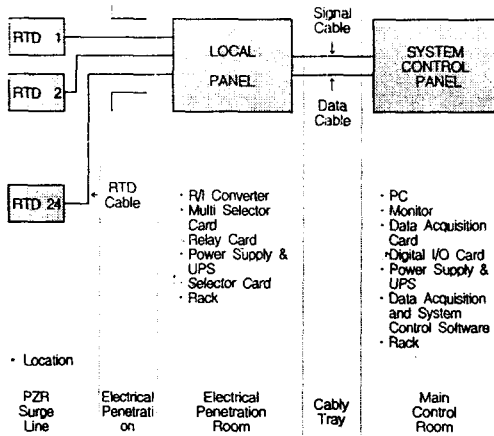 RTD 1
RTD 2
RTD 24
RTD
Cable
LOCAL
PANEL
Signal
Cable
Data
Cable
SYSTEM
CONTROL
PANEL
· R/I Converter
· Multi Selector
Card
· Relay Card
· Power Supply &
UPS
· Selector Card
· Rack
· PC
· Monitor
· Data Acquisition
Card
· Digital I/O Card
· Power Supply &
UPS
· Data Acquisition
and System
Control Software
· Rack
· Location
PZR
Surge
Line
Electrical
Penetrati
on
Electrical
Penetration
Room
Cably
Tray
Main
Control
Room